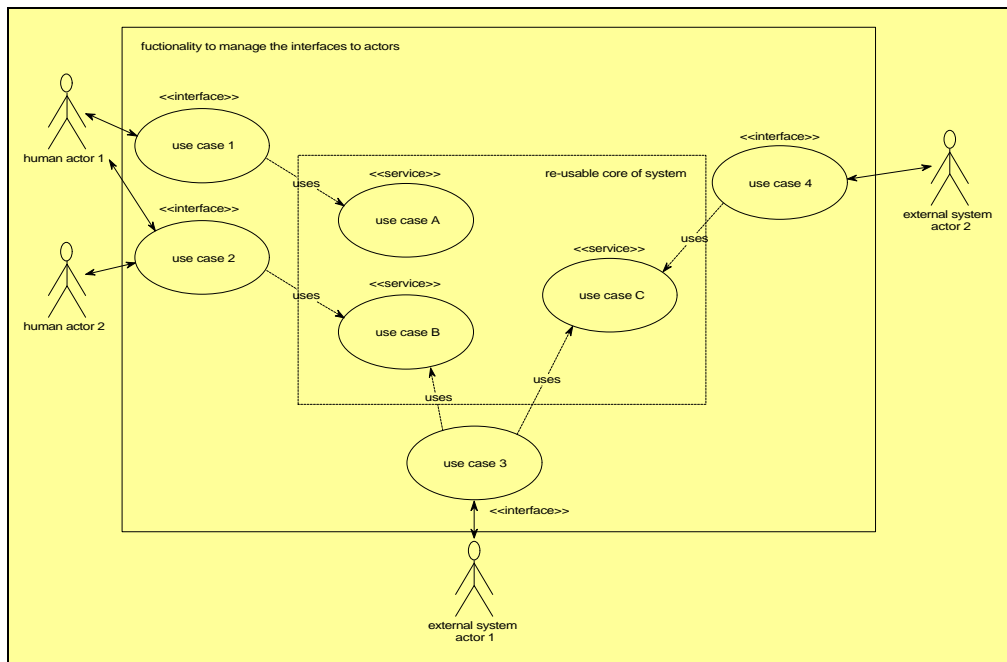 fuctionality to manage the interfaces to actors
<<interface>>
use case 1
human actor 1
<<interface>>
use case 4
external system
actor 2
re-usable core of system
uses
<<service>>
use case A
<<interface>>
use case 2
human actor 2
uses
<<service>>
use case C
uses
<<service>>
use case B
uses
uses
use case 3
<<interface>>
external system
actor 1